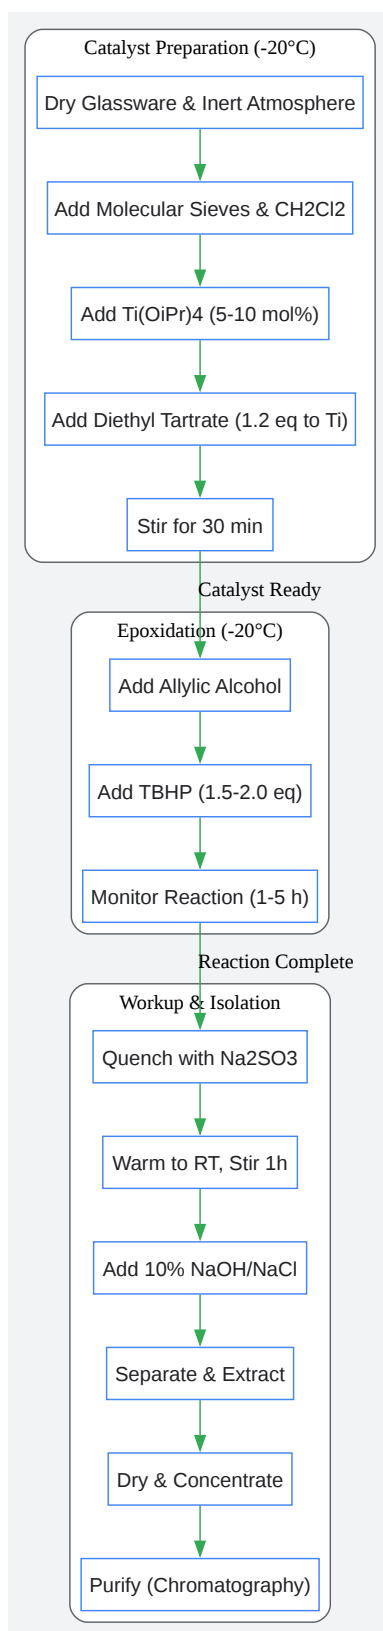 Catalyst Preparation (-20°C)
Dry Glassware & Inert Atmosphere
Add Molecular Sieves & CH2Cl2
Add Ti(OiPr)4 (5-10 mol%)
Add Diethyl Tartrate (1.2 eq to Ti)
Stir for 30 min
Catalyst Ready
Epoxidation (-20°C)
Add Allylic Alcohol
Add TBHP (1.5-2.0 eq)
Monitor Reaction (1-5 h)
Reaction Complete
Workup & Isolation
Quench with Na2SO3
Warm to RT, Stir 1h
Add 10% NaOH/NaCl
Separate & Extract
Dry & Concentrate
Purify (Chromatography)